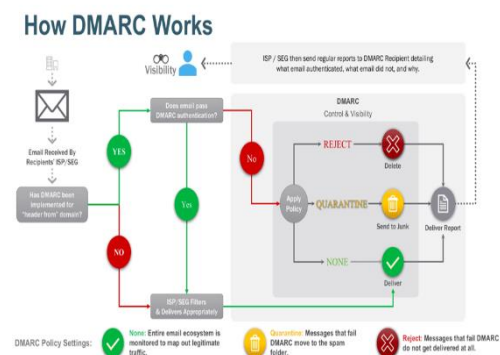 How DMARC Works
Visibility
ISP / SEG then send regular reports to DMARC Recipient detailing
what email authenticated, what email did not, and why.
Email Received By
Recipients' ISP/SEG
Has DMARC been
implemented for
"header from" domain?
YES
NO
Does email pass
DMARC authentication?
Yes
No
ISP/SEG Filters
& Delivers Appropriately
DMARC
Control & Visibility
Apply
Policy
REJECT
Delete
QUARANTINE
Send to Junk
NONE
Deliver
Deliver Report
DMARC Policy Settings:
None: Entire email ecosystem is
monitored to map out legitimate
traffic.
Quarantine: Messages that fail
DMARC move to the spam
folder.
Reject: Messages that fail DMARC
do not get delivered at all.